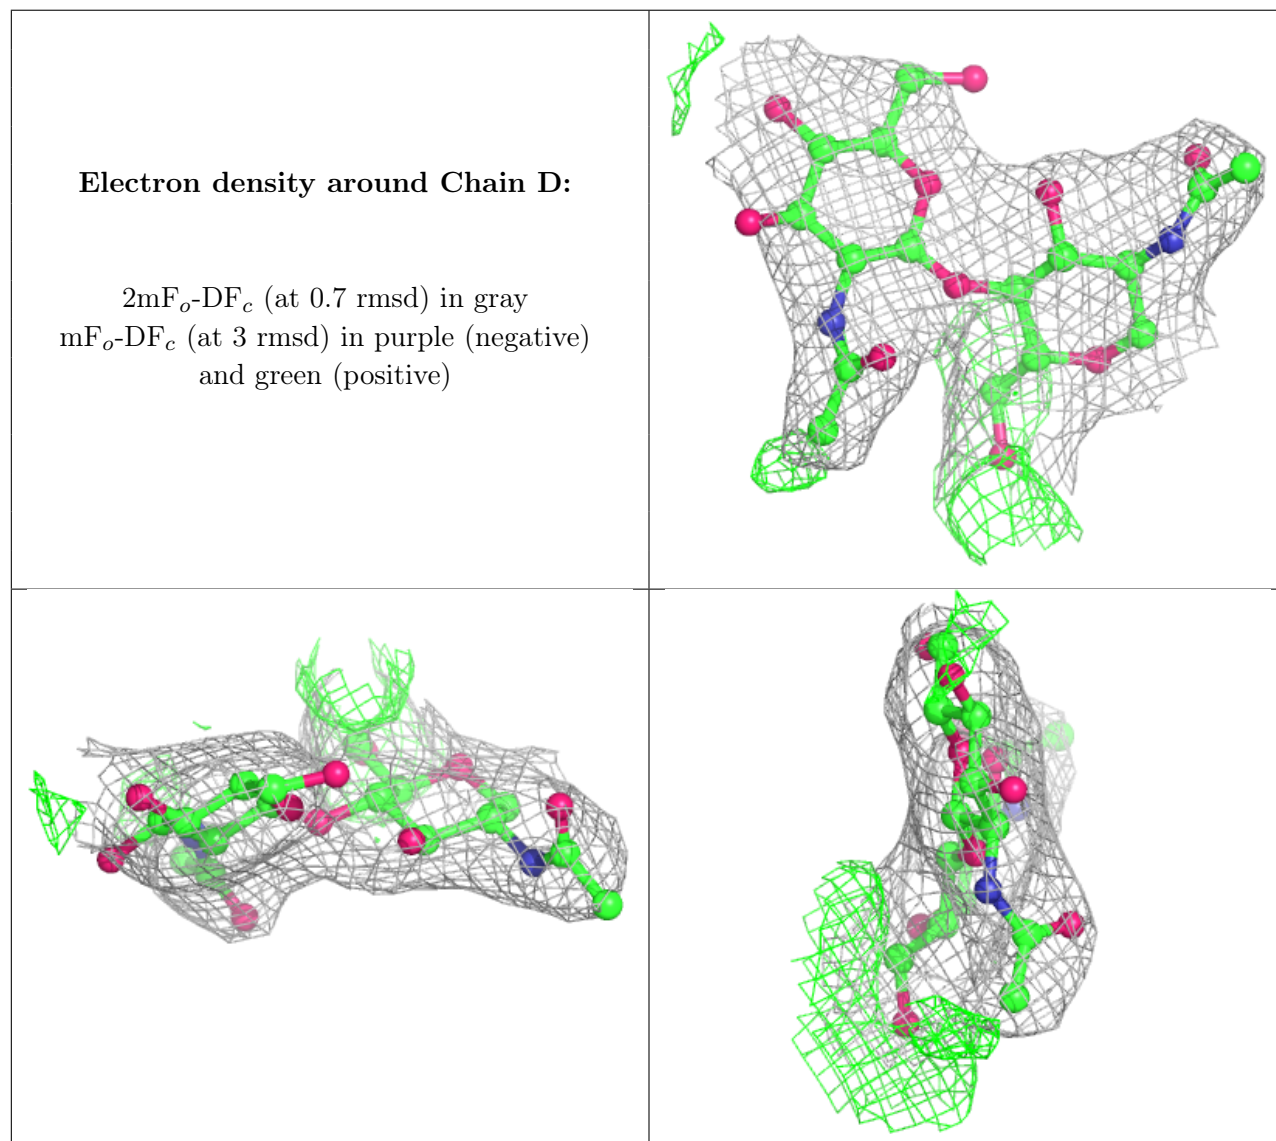 Electron density around Chain D:
2mFₒ-DF𝒸 (at 0.7 rmsd) in gray
mFₒ-DF𝒸 (at 3 rmsd) in purple (negative)
and green (positive)